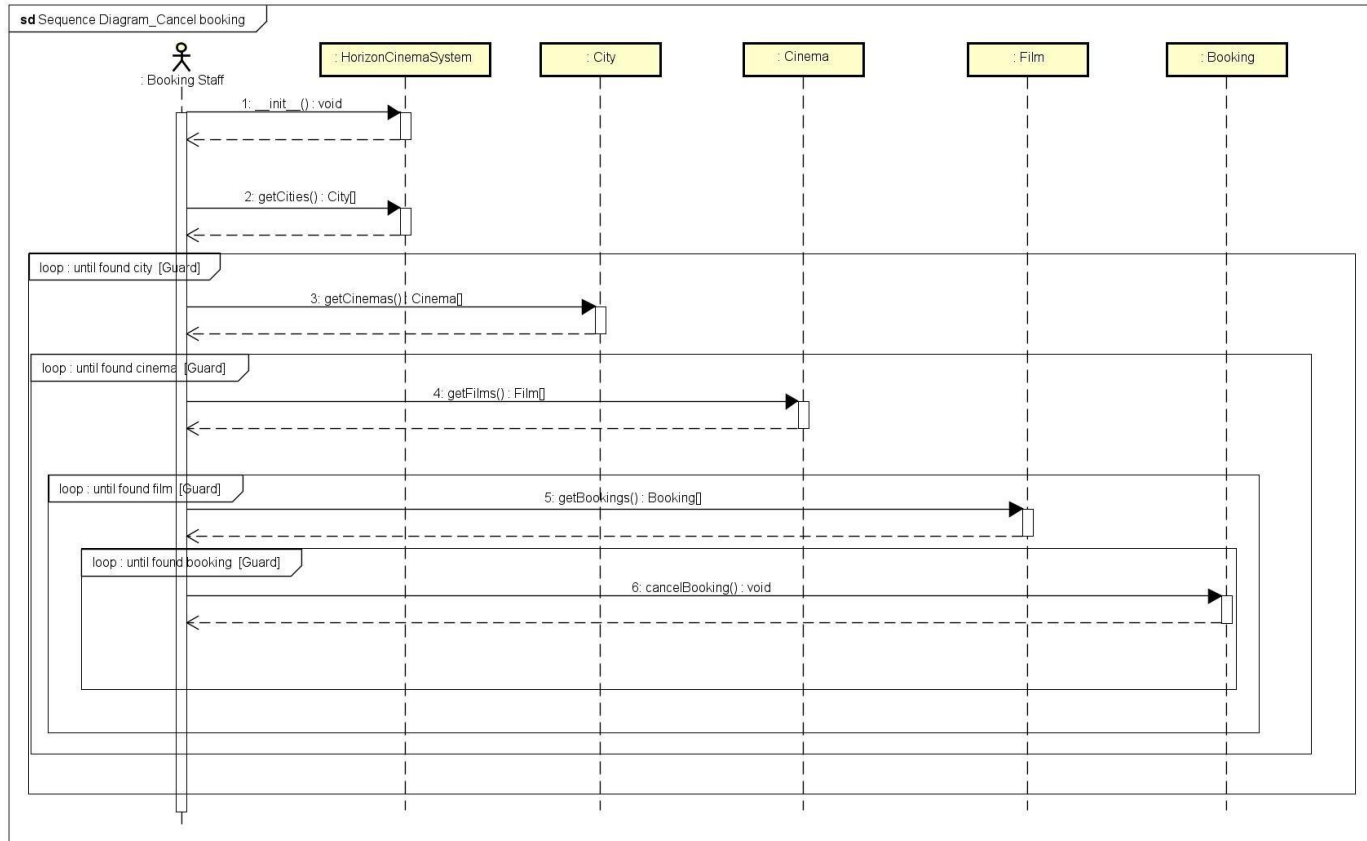 sd Sequence Diagram_Cancel booking
: Booking Staff
: HorizonCinemaSystem
: City
: Cinema
: Film
: Booking
1: __init__() : void
2: getCities() : City[]
loop : until found city [Guard]
3: getCinemas() : Cinema[]
loop : until found cinema [Guard]
4: getFilms() : Film[]
loop : until found film [Guard]
5: getBookings() : Booking[]
loop : until found booking [Guard]
6: cancelBooking() : void